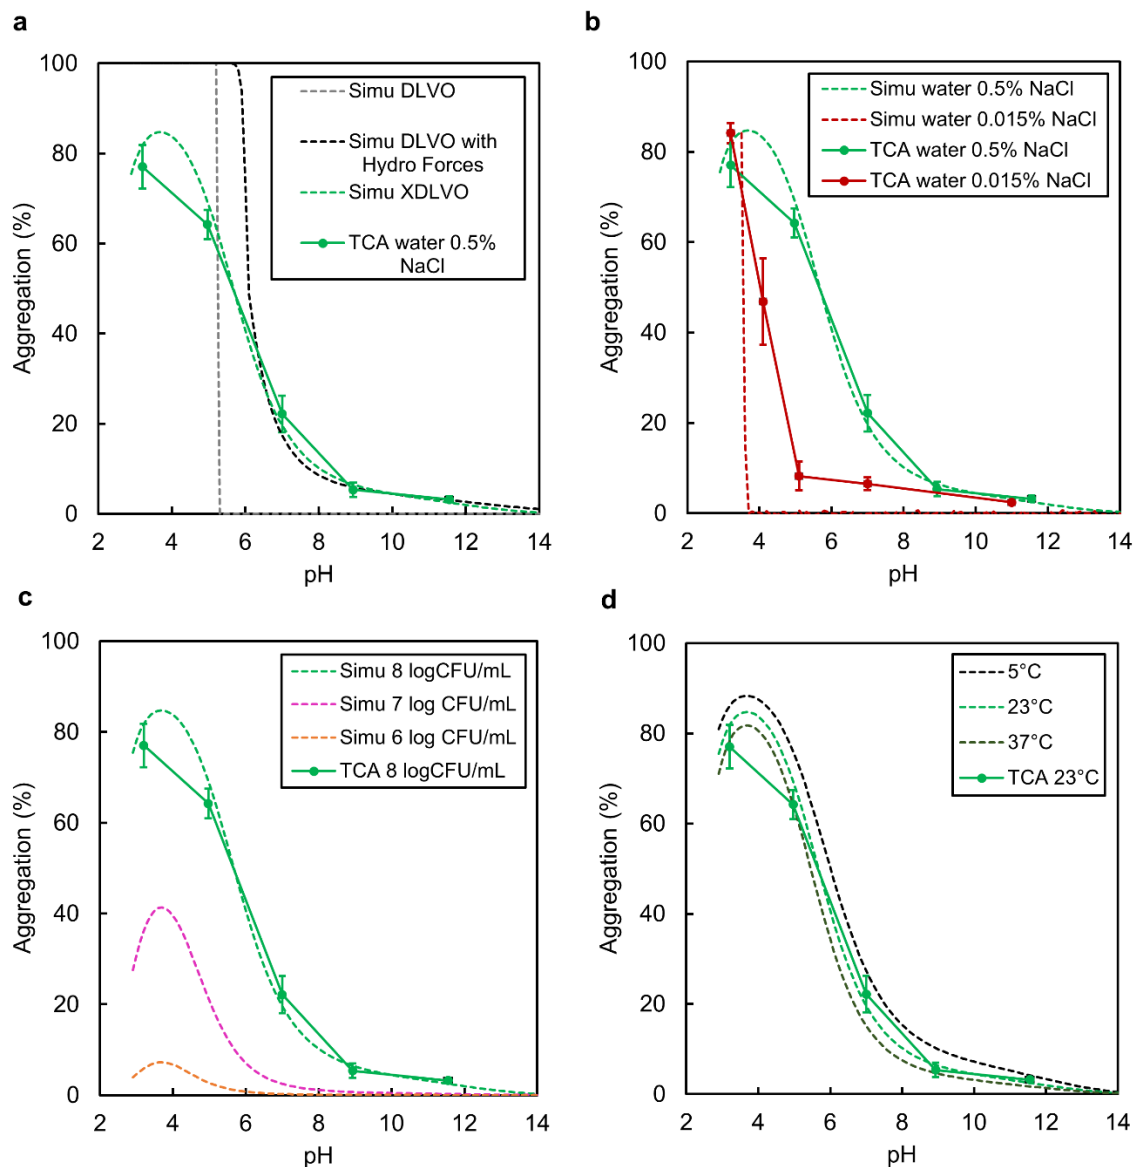 a
100
80
60
40
20
0
Aggregation (%)
2 4 6 8 10 12 14
pH
Simu DLVO
Simu DLVO with
Hydro Forces
Simu XDLVO
TCA water 0.5%
NaCl
b
100
80
60
40
20
0
Aggregation (%)
2 4 6 8 10 12 14
pH
Simu water 0.5% NaCl
Simu water 0.015% NaCl
TCA water 0.5% NaCl
TCA water 0.015% NaCl
c
100
80
60
40
20
0
Aggregation (%)
2 4 6 8 10 12 14
pH
Simu 8 logCFU/mL
Simu 7 log CFU/mL
Simu 6 log CFU/mL
TCA 8 logCFU/mL
d
100
80
60
40
20
0
Aggregation (%)
2 4 6 8 10 12 14
pH
5°C
23°C
37°C
TCA 23°C